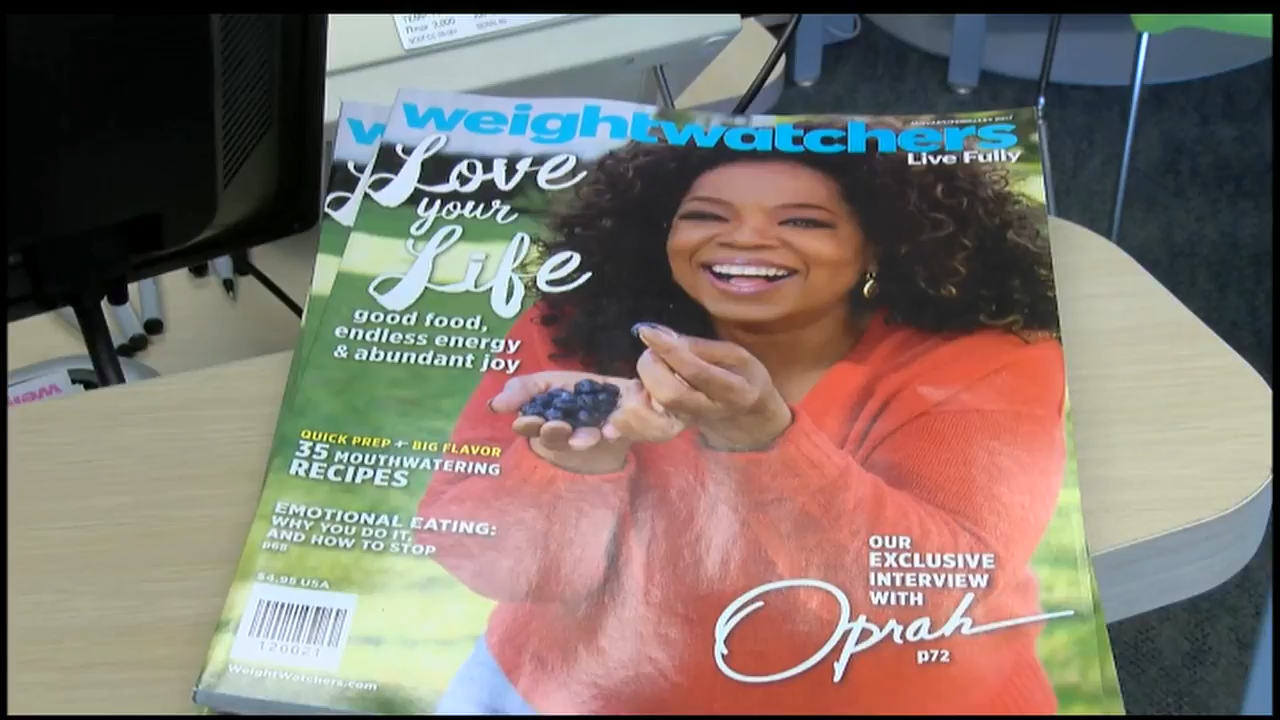 weightwatchers
Live Fully
Love
your
Life
good food,
endless energy
& abundant joy
QUICK PREP + BIG FLAVOR
35 MOUTHWATERING
RECIPES
EMOTIONAL EATING:
WHY YOU DO IT,
AND HOW TO STOP
p68
$4.95 USA
120021
WeightWatchers.com
OUR
EXCLUSIVE
INTERVIEW
WITH
Oprah
p72